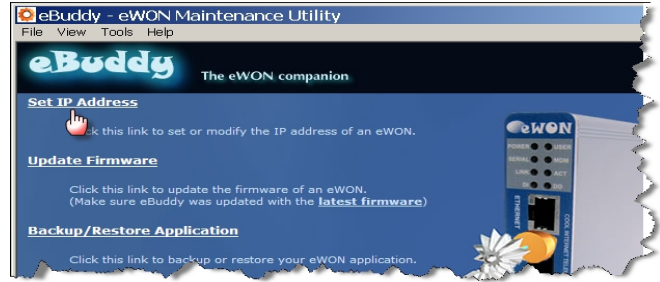 eBuddy - eWON Maintenance Utility
File View Tools Help
eBuddy The eWON companion
Set IP Address
k this link to set or modify the IP address of an eWON.
Update Firmware
Click this link to update the firmware of an eWON.
(Make sure eBuddy was updated with the latest firmware)
Backup/Restore Application
Click this link to backup or restore your eWON application.
eWON
POWER USER
SERIAL MDM
LINK ACT
DI DO
ETHERNET
COOL INTERNET